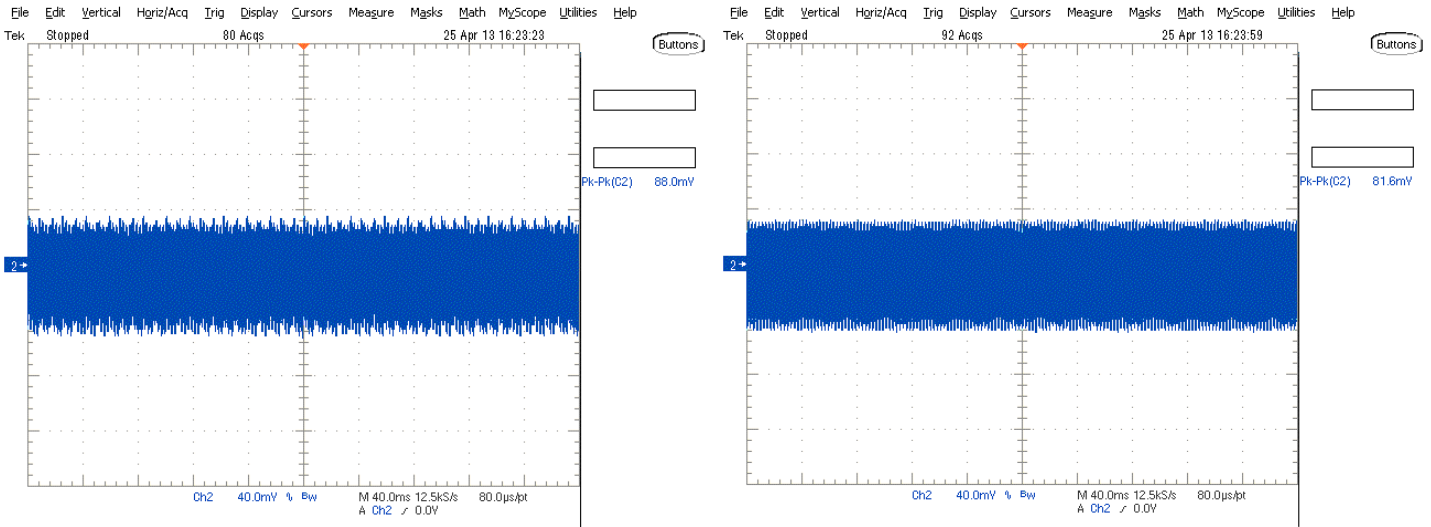 File Edit Vertical Horiz/Acq Trig Display Cursors Measure Masks Math MyScope Utilities Help
Tek Stopped 80 Acqs 25 Apr 13 16:23:23
Buttons
Pk-Pk(C2) 88.0mV
2
Ch2 40.0mV % Bw M 40.0ms 12.5kS/s 80.0µs/pt
A Ch2 ∕ 0.0V
File Edit Vertical Horiz/Acq Trig Display Cursors Measure Masks Math MyScope Utilities Help
Tek Stopped 92 Acqs 25 Apr 13 16:23:59
Buttons
Pk-Pk(C2) 81.6mV
2
Ch2 40.0mV % Bw M 40.0ms 12.5kS/s 80.0µs/pt
A Ch2 ∕ 0.0V